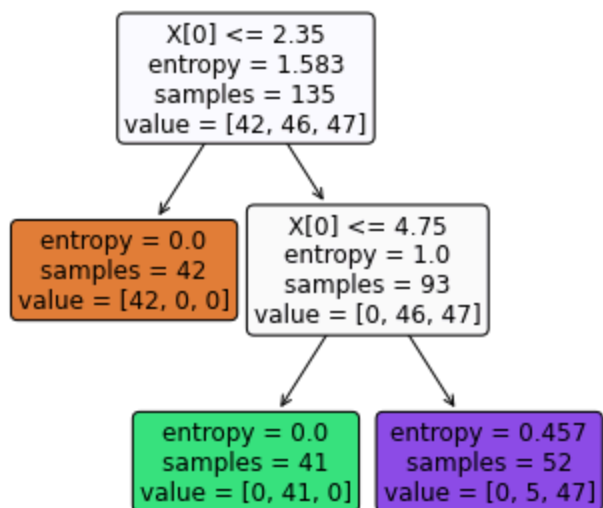 X[0] <= 2.35
entropy = 1.583
samples = 135
value = [42, 46, 47]
entropy = 0.0
samples = 42
value = [42, 0, 0]
X[0] <= 4.75
entropy = 1.0
samples = 93
value = [0, 46, 47]
entropy = 0.0
samples = 41
value = [0, 41, 0]
entropy = 0.457
samples = 52
value = [0, 5, 47]